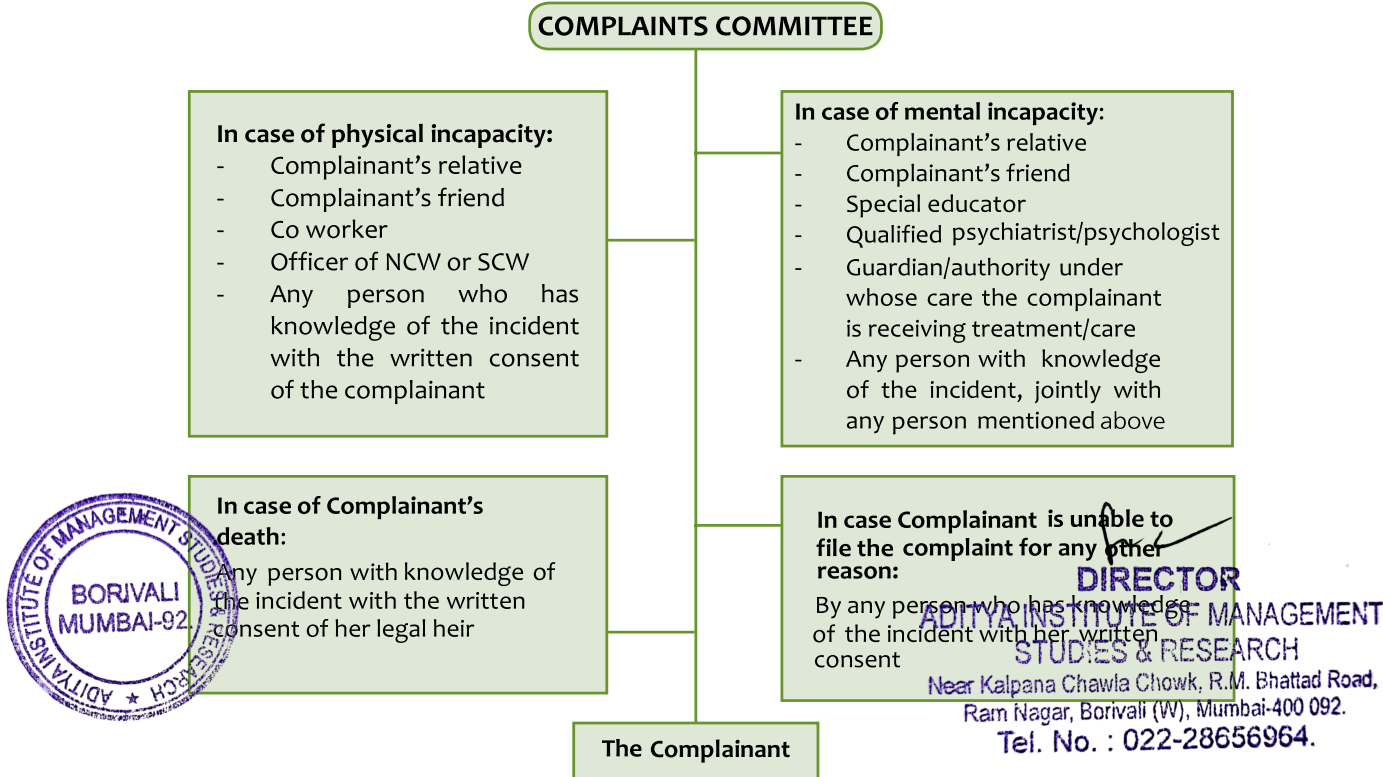 COMPLAINTS COMMITTEE
In case of physical incapacity:
- Complainant’s relative
- Complainant’s friend
- Co worker
- Officer of NCW or SCW
- Any person who has
knowledge of the incident
with the written consent
of the complainant
In case of mental incapacity:
- Complainant’s relative
- Complainant’s friend
- Special educator
- Qualified psychiatrist/psychologist
- Guardian/authority under
whose care the complainant
is receiving treatment/care
- Any person with knowledge
of the incident, jointly with
any person mentioned above
In case of Complainant’s
death:
Any person with knowledge of
the incident with the written
consent of her legal heir
In case Complainant is unable to
file the complaint for any other
reason:
By any person who has knowledge
of the incident with her written
consent
The Complainant
ADITYA INSTITUTE OF MANAGEMENT STUDIES & RESEARCH ★
BORIVALI
MUMBAI-92.
DIRECTOR
ADITYA INSTITUTE OF MANAGEMENT
STUDIES & RESEARCH
Near Kalpana Chawla Chowk, R.M. Bhattad Road,
Ram Nagar, Borivali (W), Mumbai-400 092.
Tel. No. : 022-28656964.